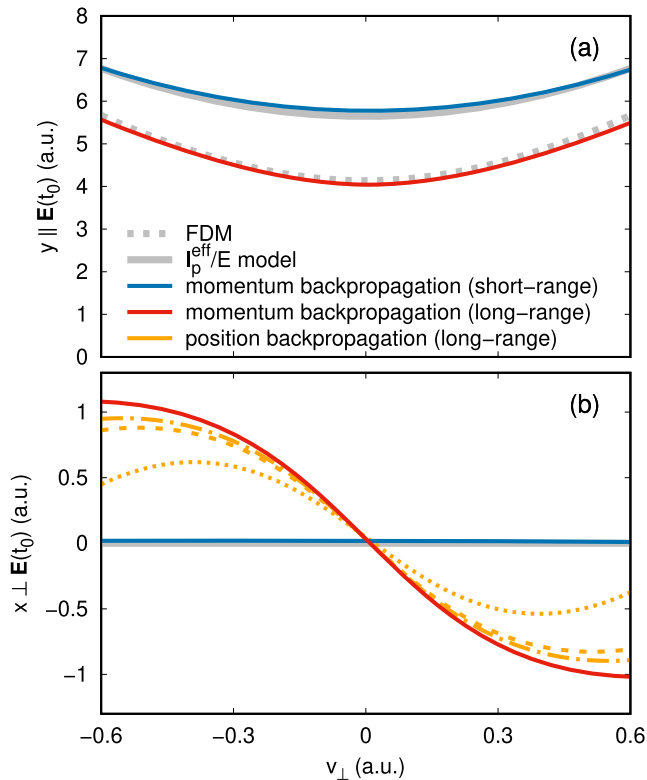 8
7
6
5
4
3
2
1
0
(a)
y || E(t₀) (a.u.)
FDM
Iₚᵉᶠᶠ/E model
momentum backpropagation (short−range)
momentum backpropagation (long−range)
position backpropagation (long−range)
1
0.5
0
−0.5
−1
(b)
x ⊥ E(t₀) (a.u.)
−0.6
−0.3
0
0.3
0.6
v⊥ (a.u.)